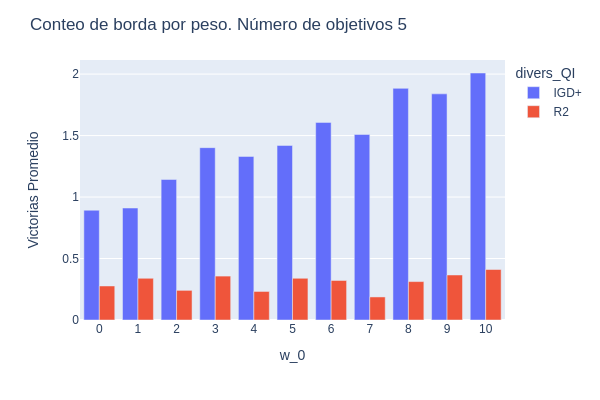 Conteo de borda por peso. Número de objetivos 5
divers_QI
IGD+
R2
Victorias Promedio
2
1.5
1
0.5
0
0 1 2 3 4 5 6 7 8 9 10
w_0